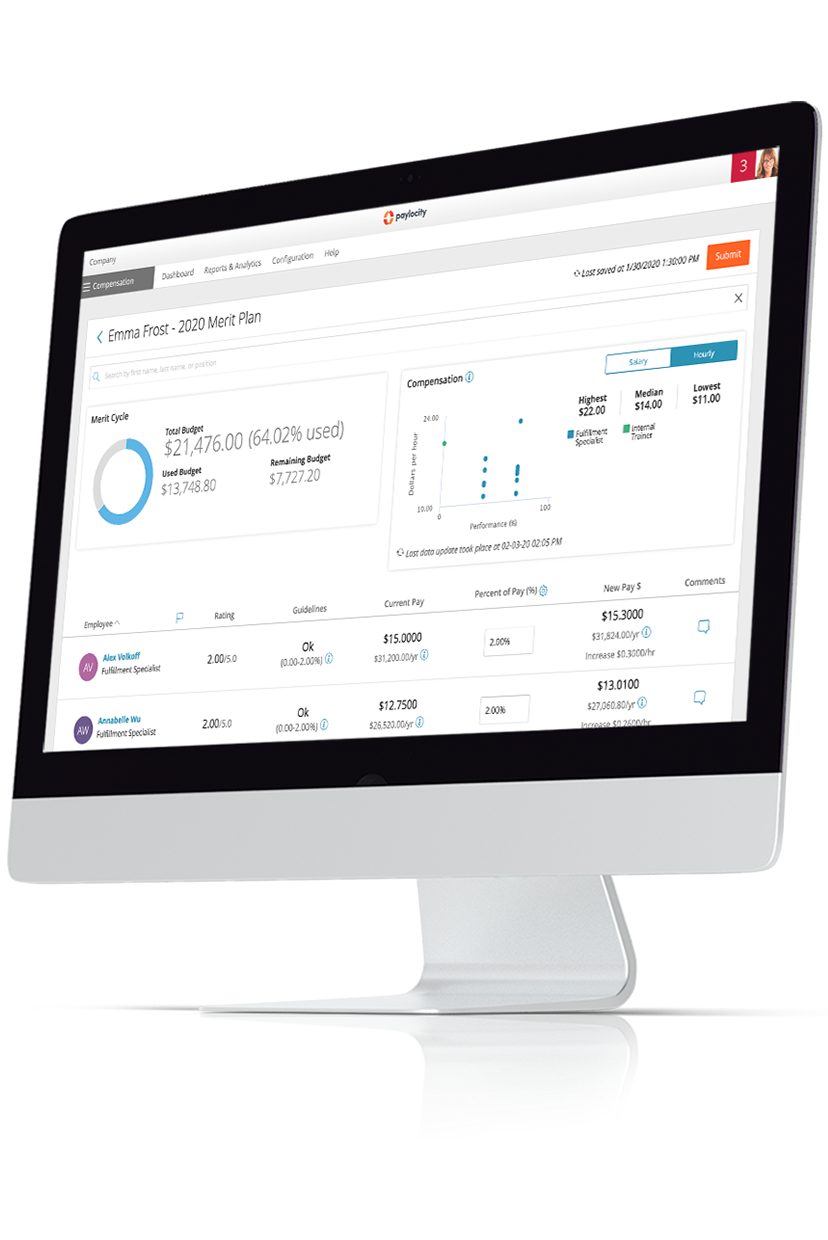 3
paylocity
Company
Compensation
Dashboard
Reports & Analytics
Configuration
Help
Last saved at 1/30/2020 1:30:00 PM
Submit
Emma Frost - 2020 Merit Plan
X
Search by first name, last name, or position
Merit Cycle
Total Budget
$21,476.00 (64.02% used)
Used Budget
Remaining Budget
$13,748.80
$7,727.20
Compensation
Salary
Hourly
Highest
$22.00
Median
$14.00
Lowest
$11.00
Fulfillment
Specialist
Internal
Trainer
24.00
Dollars per hour
10.00
0
100
Performance (%)
Last data update took place at 02-03-20 02:05 PM
Employee
Rating
Guidelines
Current Pay
Percent of Pay (%)
New Pay $
Comments
AV
Alex Volkoff
Fulfillment Specialist
2.00/5.0
Ok
(0.00-2.00%)
$15.0000
$31,200.00/yr
2.00%
$15.3000
$31,824.00/yr
Increase $0.3000/hr
AW
Annabelle Wu
Fulfillment Specialist
2.00/5.0
Ok
(0.00-2.00%)
$12.7500
$26,520.00/yr
2.00%
$13.0100
$27,060.80/yr
Increase $0.2600/hr